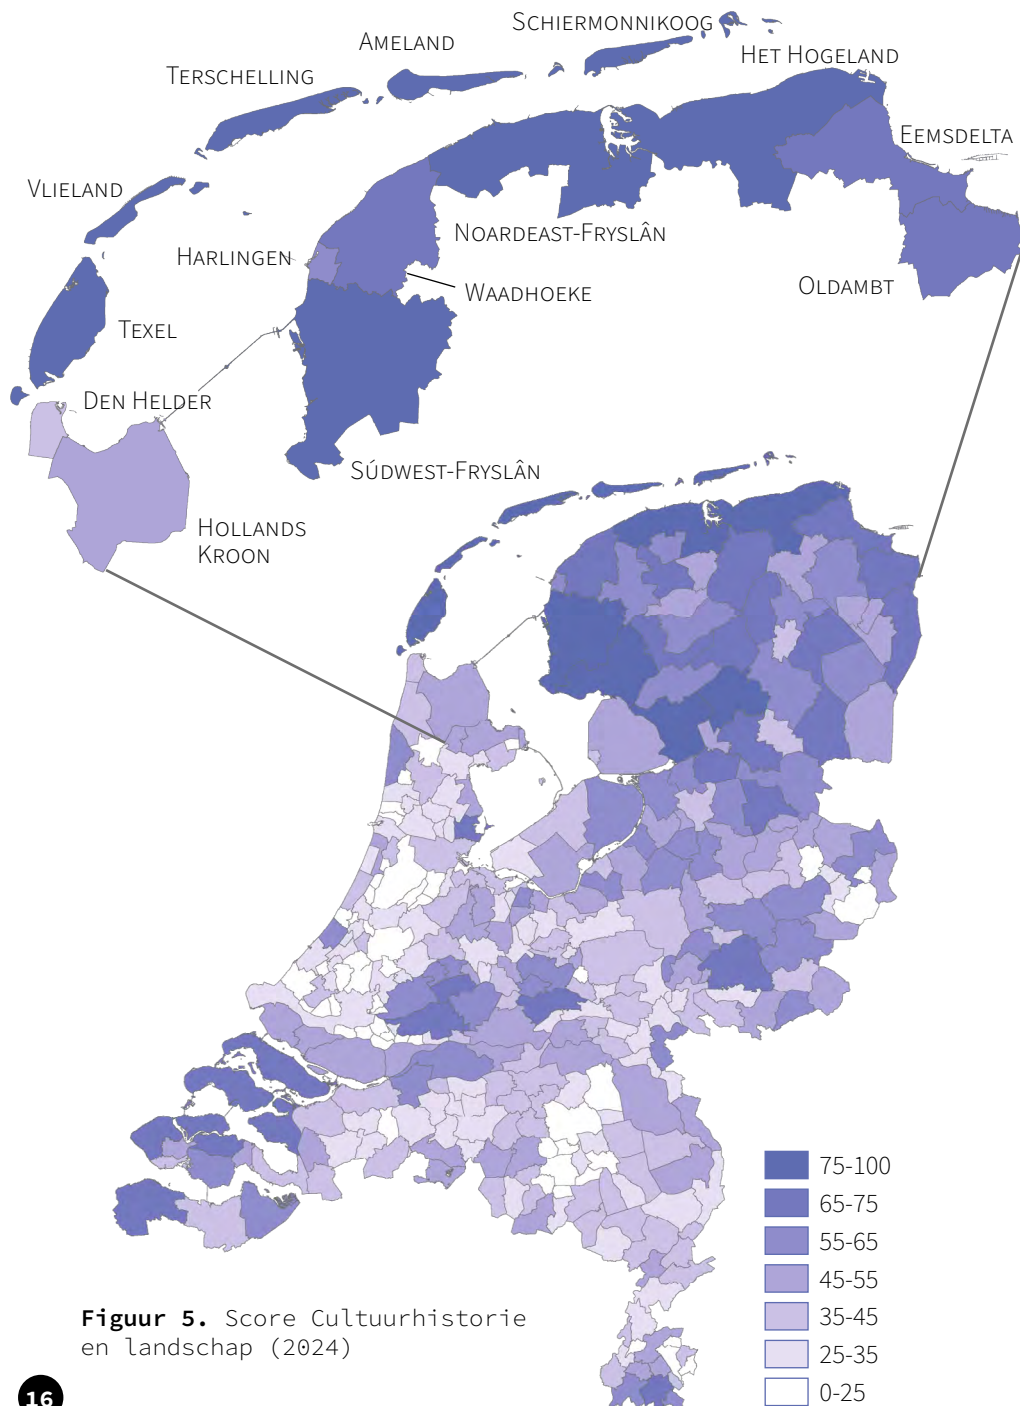 Schiermonnikoog
Ameland
Het Hogeland
Terschelling
Eemsdelta
Vlieland
Noardeast-Fryslân
Harlingen
Waadhoeke
Oldambt
Texel
Den Helder
Súdwest-Fryslân
Hollands
Kroon
75-100
65-75
55-65
45-55
35-45
25-35
0-25
Figuur 5. Score Cultuurhistorie
en landschap (2024)
16